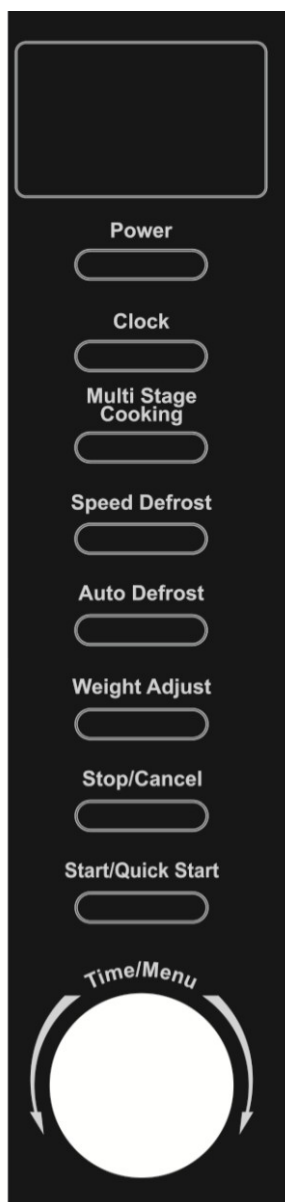 Power
Clock
Multi Stage
Cooking
Speed Defrost
Auto Defrost
Weight Adjust
Stop/Cancel
Start/Quick Start
Time/Menu